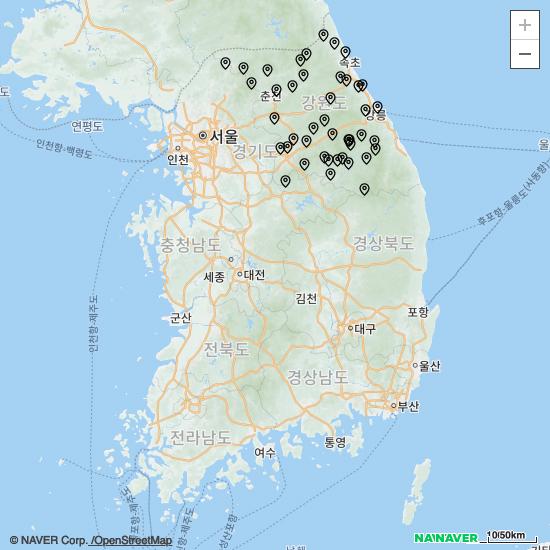 +
−
속초
춘천
강원도
강릉
연평도
인천항-백령도
서울
인천
경기도
울
후포항-울릉도(사동항)
충청남도
경상북도
세종
대전
인천항-제주도
군산
김천
포항
대구
전라북도
경상남도
울산
부산
전라남도
여수
통영
© NAVER Corp. /OpenStreetMap
NAVER
10/50km